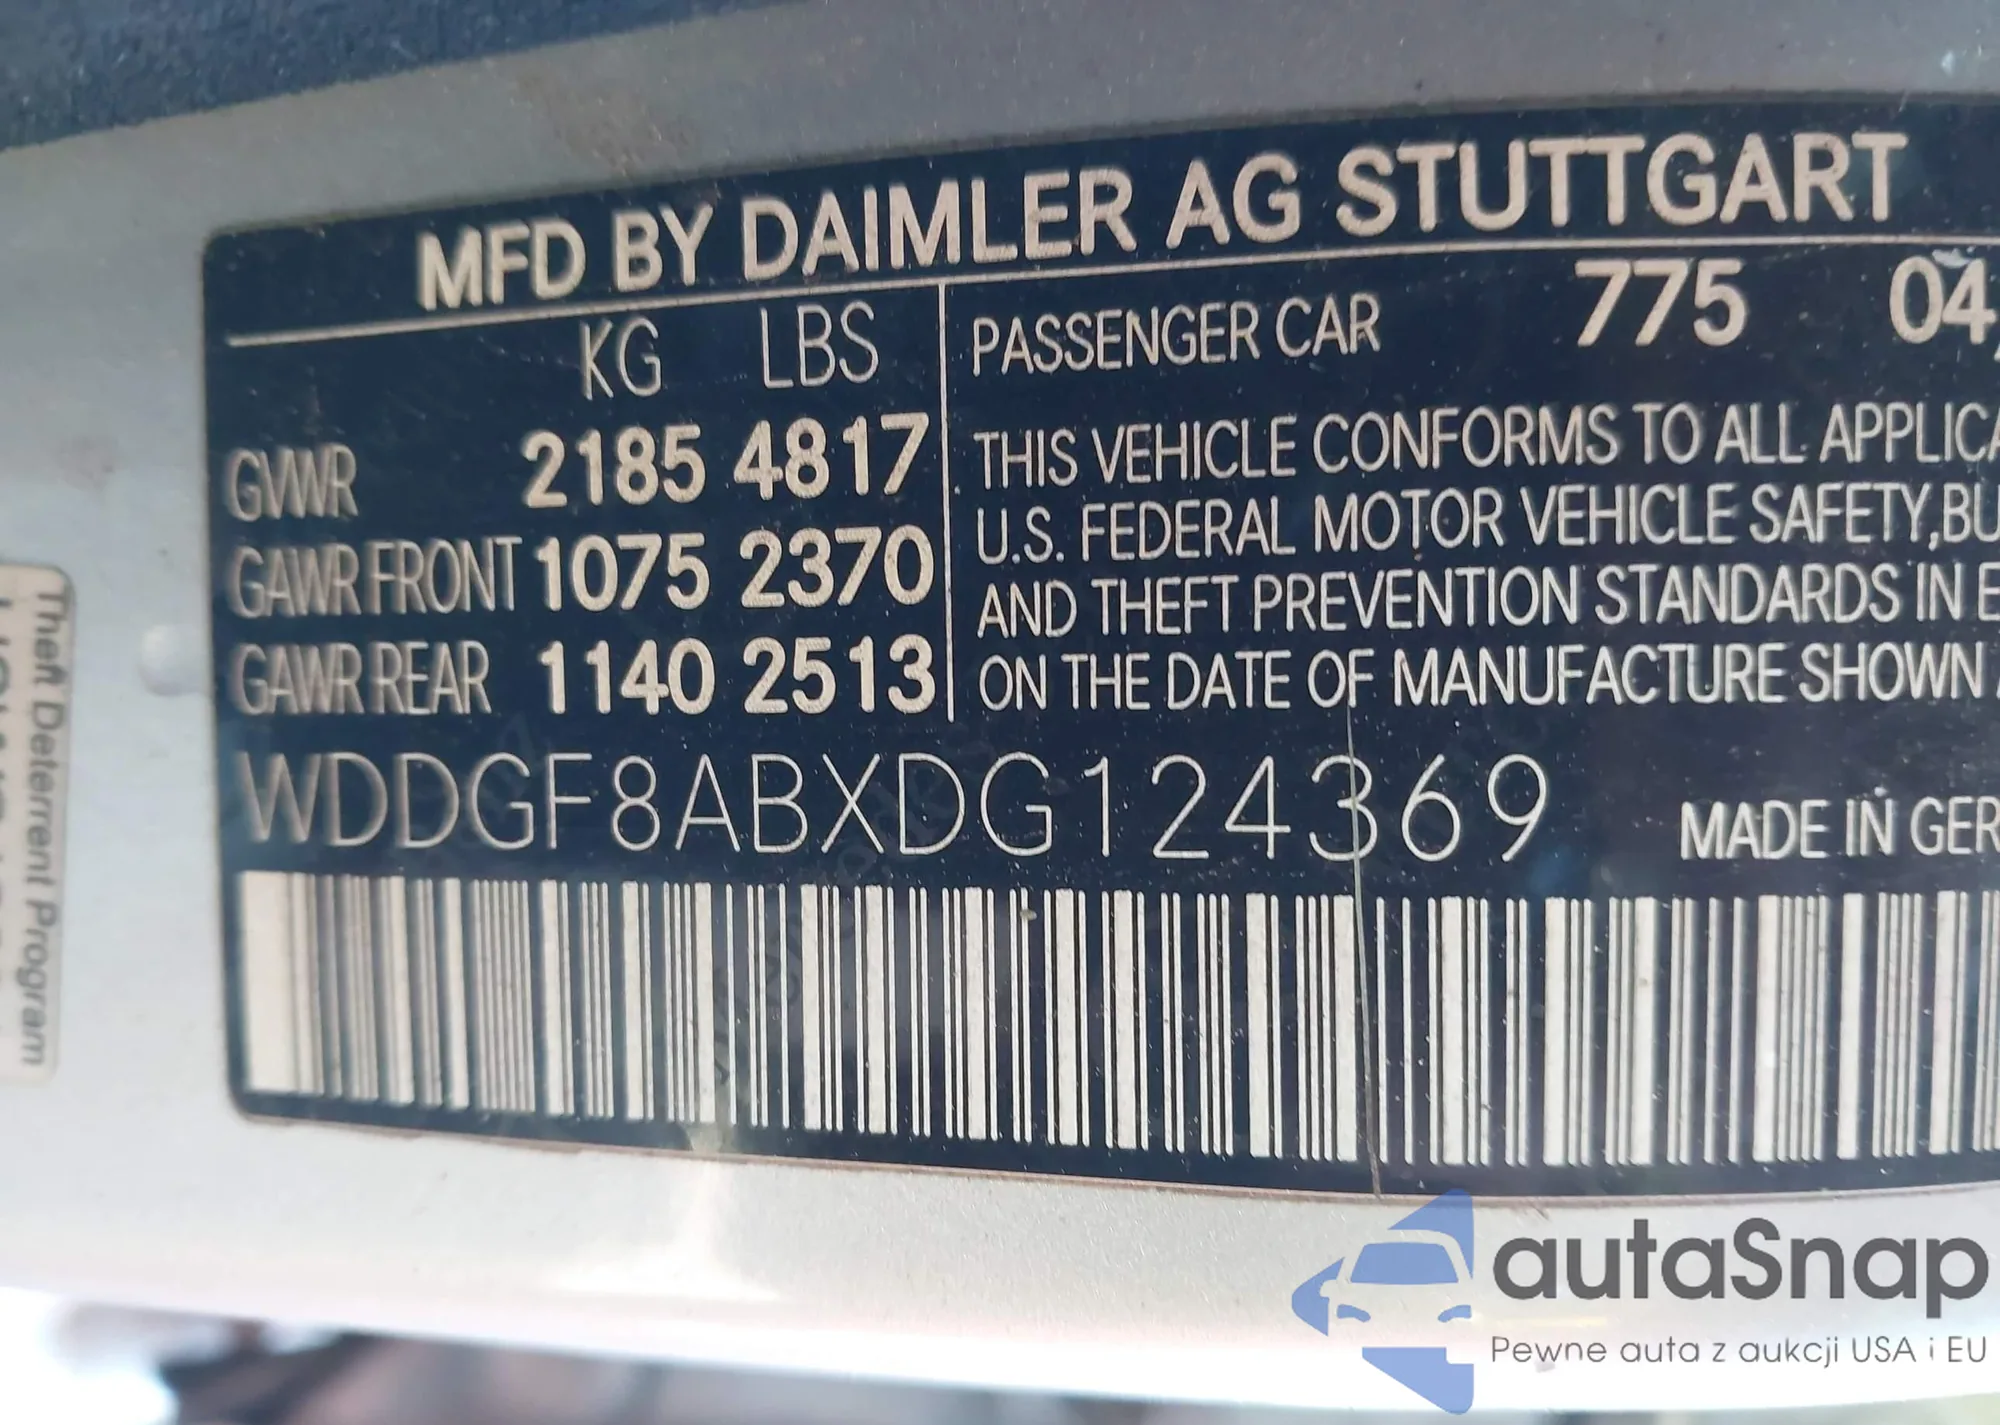 MFD BY DAIMLER AG STUTTGART
KG LBS
GVWR 2185 4817
GAWR FRONT 1075 2370
GAWR REAR 1140 2513
PASSENGER CAR 775 04
THIS VEHICLE CONFORMS TO ALL APPLICA
U.S. FEDERAL MOTOR VEHICLE SAFETY,BU
AND THEFT PREVENTION STANDARDS IN E
ON THE DATE OF MANUFACTURE SHOWN
WDDGF8ABXDG124369
MADE IN GER
Theft Deterrent Program
autaSnap
Pewne auta z aukcji USA i EU